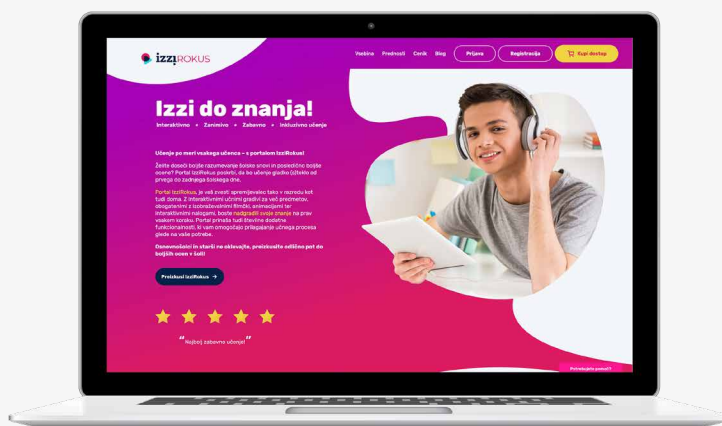 izziROKUS
Vsebina Prednosti Cenik Blog Prijava Registracija Kupi dostop
Izzi do znanja!
Interaktivno • Zanimivo • Zabavno • Inkluzivno učenje
Učenje po meri vsakega učenca – s portalom IzziRokus!
Želite doseči boljše razumevanje šolske snovi in posledično boljše
ocene? Portal IzziRokus poskrbi, da bo učenje gladko (s)teklo od
prvega do zadnjega šolskega dne.
Portal IzziRokus, je vaš zvesti spremljevalec tako v razredu kot
tudi doma. Z interaktivnimi učnimi gradivi za več predmetov,
obogatenimi z izobraževalnimi filmčki, animacijami ter
interaktivnimi nalogami, boste nadgradili svoje znanje na prav
vsakem koraku. Portal prinaša tudi številne dodatne
funkcionalnosti, ki vam omogočajo prilagajanje učnega procesa
glede na vaše potrebe.
Osnovnošolci in starši ne oklevajte, preizkusite odlično pot do
boljših ocen v šoli!
Preizkusi IzziRokus →
“Najbolj zabavno učenje!”
Potrebujete pomoč?